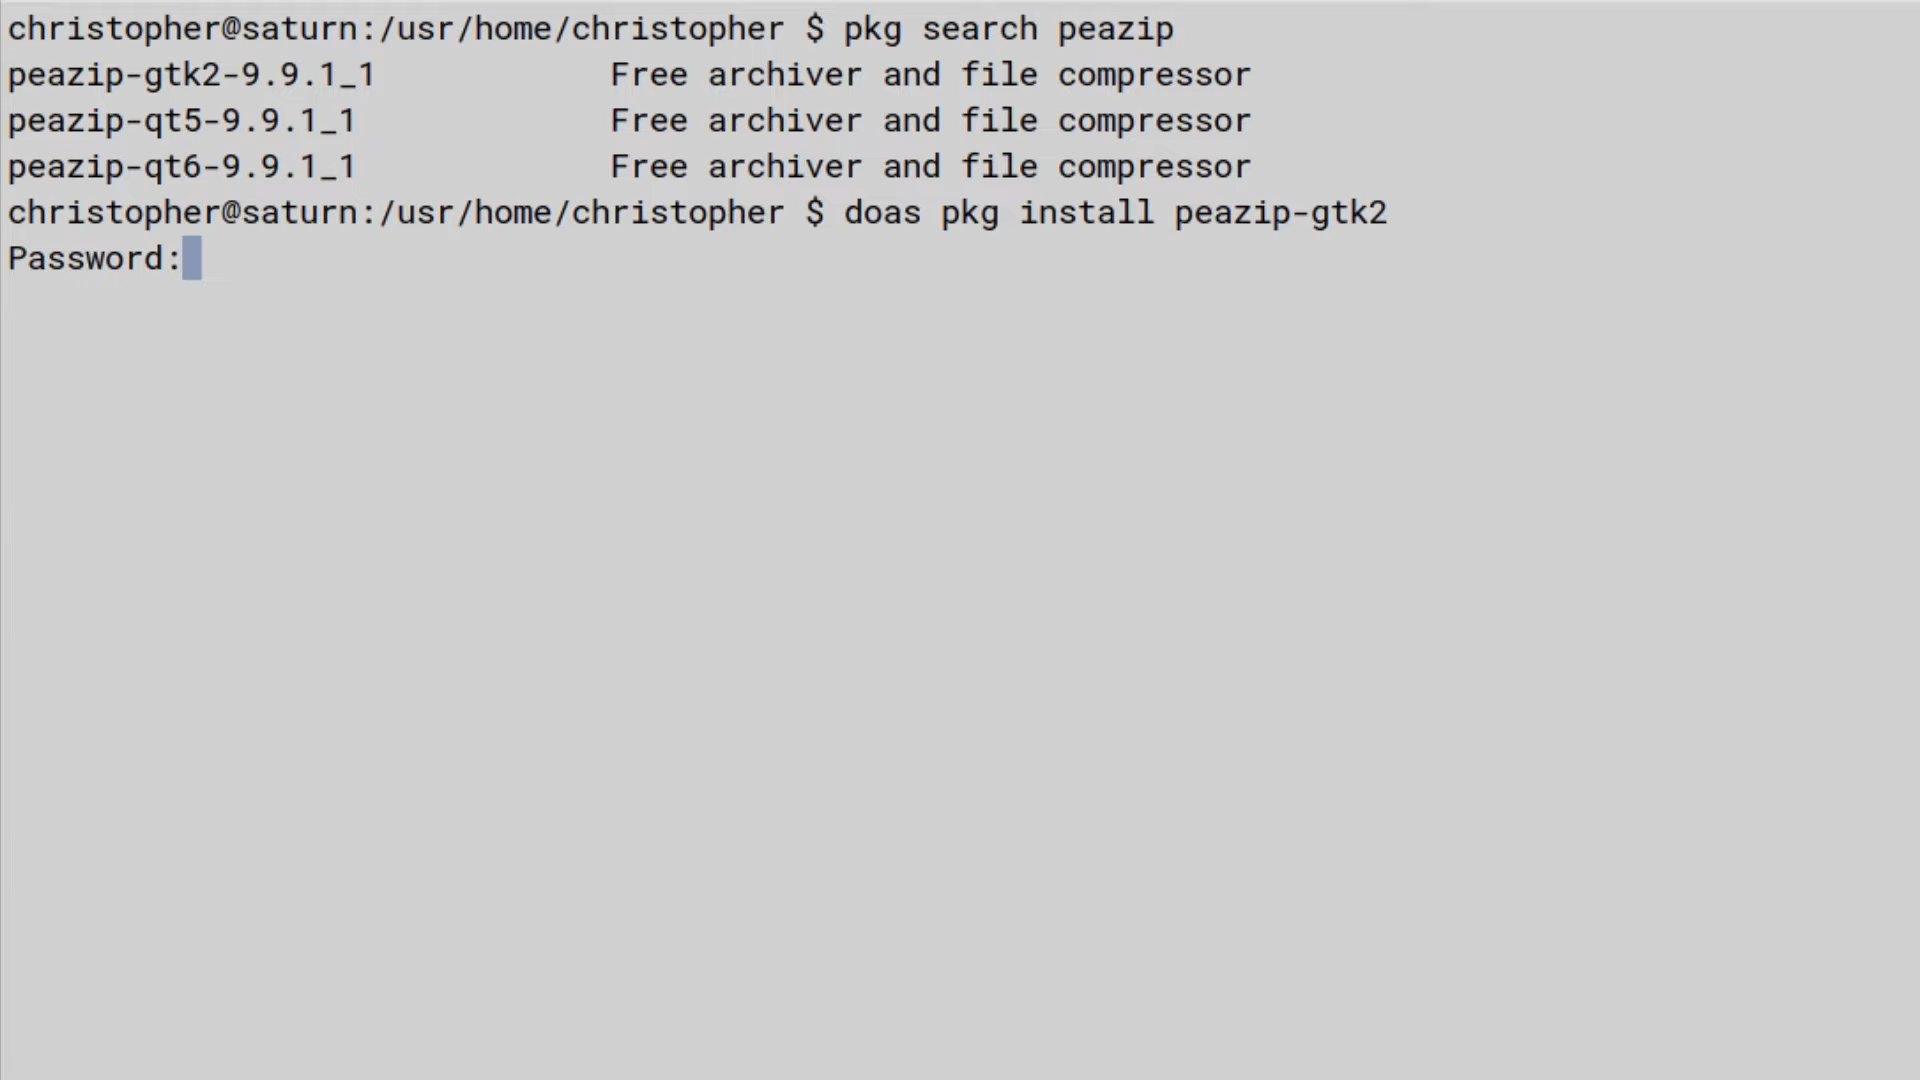 christopher@saturn:/usr/home/christopher $ pkg search peazip
peazip-gtk2-9.9.1_1            Free archiver and file compressor
peazip-qt5-9.9.1_1             Free archiver and file compressor
peazip-qt6-9.9.1_1             Free archiver and file compressor
christopher@saturn:/usr/home/christopher $ doas pkg install peazip-gtk2
Password: